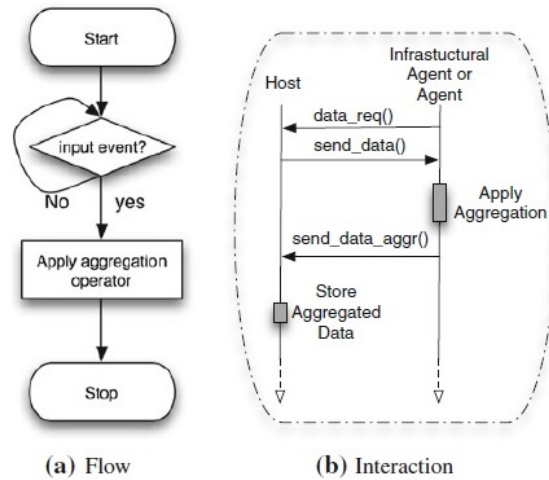 Start
input event?
No
yes
Apply aggregation
operator
Stop
(a) Flow
Host
Infrastuctural
Agent or
Agent
data_req()
send_data()
Apply
Aggregation
send_data_aggr()
Store
Aggregated
Data
(b) Interaction